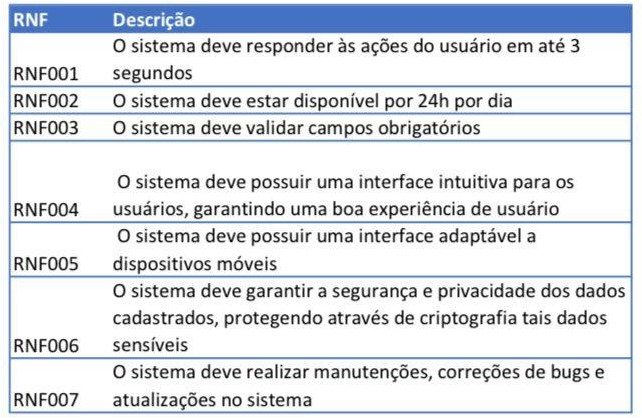 RNF Descrição
O sistema deve responder às ações do usuário em até 3
RNF001 segundos
RNF002 O sistema deve estar disponível por 24h por dia
RNF003 O sistema deve validar campos obrigatórios
O sistema deve possuir uma interface intuitiva para os
RNF004 usuários, garantindo uma boa experiência de usuário
O sistema deve possuir uma interface adaptável a
RNF005 dispositivos móveis
O sistema deve garantir a segurança e privacidade dos dados
cadastrados, protegendo através de criptografia tais dados
RNF006 sensíveis
O sistema deve realizar manutenções, correções de bugs e
RNF007 atualizações no sistema